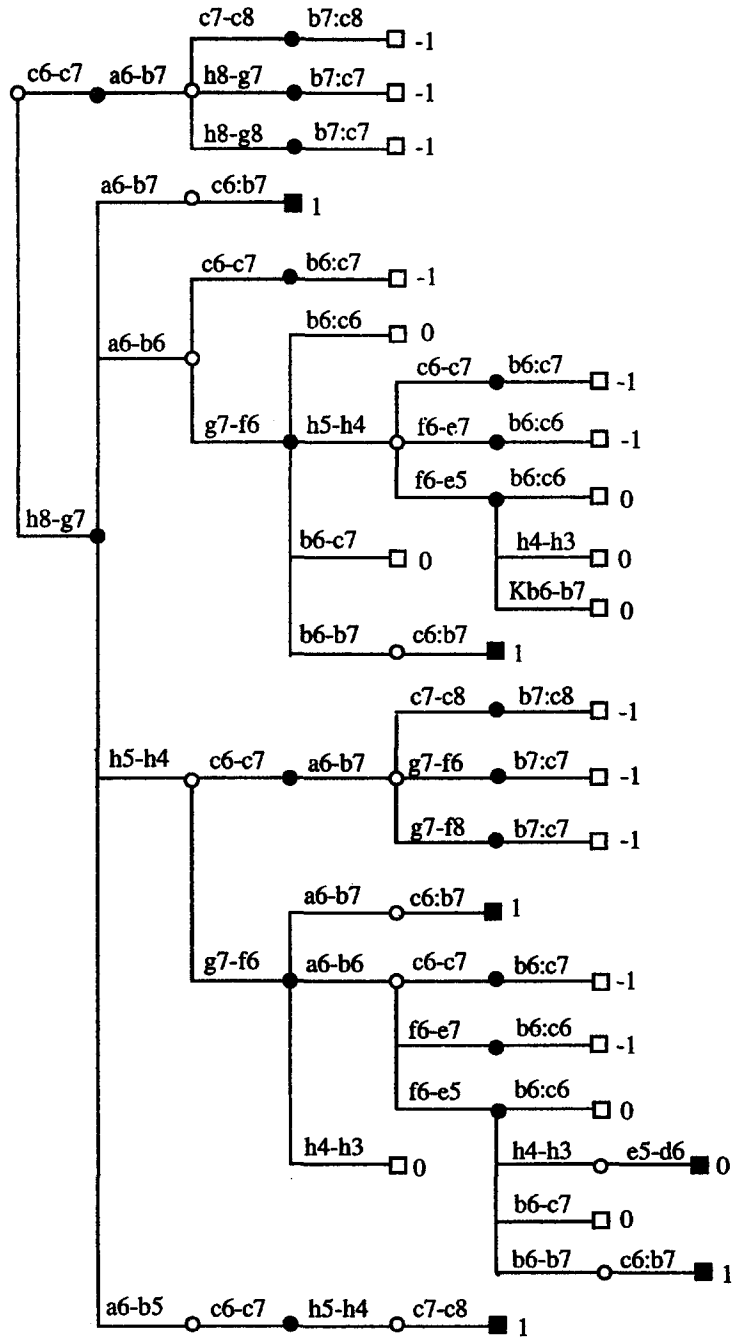 c7-c8 b7:c8 -1
c6-c7 a6-b7 h8-g7 b7:c7 -1
h8-g8 b7:c7 -1
a6-b7 c6:b7 1
c6-c7 b6:c7 -1
b6:c6 0
a6-b6
c6-c7 b6:c7 -1
g7-f6 h5-h4 f6-e7 b6:c6 -1
f6-e5 b6:c6 0
h8-g7
b6-c7 0 h4-h3 0
Kb6-b7 0
b6-b7 c6:b7 1
c7-c8 b7:c8 -1
h5-h4 c6-c7 a6-b7 g7-f6 b7:c7 -1
g7-f8 b7:c7 -1
a6-b7 c6:b7 1
g7-f6 a6-b6 c6-c7 b6:c7 -1
f6-e7 b6:c6 -1
f6-e5 b6:c6 0
h4-h3 0 h4-h3 e5-d6 0
b6-c7 0
b6-b7 c6:b7 1
a6-b5 c6-c7 h5-h4 c7-c8 1